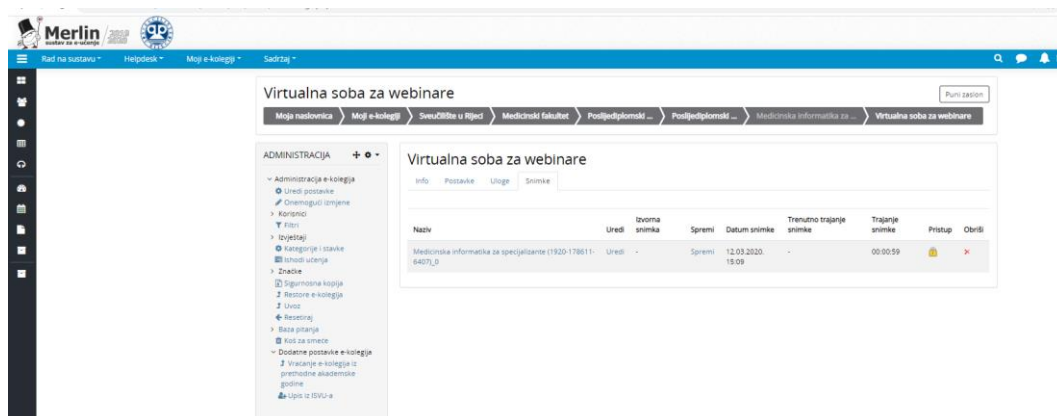 Merlin
sustav za e-učenje
Rad na sustavu
Helpdesk
Moji e-kolegiji
Sadržaj
Virtualna soba za webinare
Puni zaslon
Moja naslovnica
Moji e-kolegiji
Sveučilište u Rijeci
Medicinski fakultet
Poslijediplomski ...
Poslijediplomski ...
Medicinska informatika za ...
Virtualna soba za webinare
ADMINISTRACIJA
Administracija e-kolegija
Uredi postavke
Onemogući izmjene
Korisnici
Filtri
Izvještaji
Kategorije i stavke
Ishodi učenja
Značke
Sigurnosna kopija
Restore e-kolegija
Uvoz
Resetiraj
Baza pitanja
Koš za smeće
Dodatne postavke e-kolegija
Vraćanje e-kolegija iz
prethodne akademske
godine
Upis iz ISVU-a
Virtualna soba za webinare
Info Postavke Uloge Snimke
Naziv Uredi Izvorna snimka Spremi Datum snimke Trenutno trajanje snimke Trajanje snimke Pristup Obriši
Medicinska informatika za specijalizante (1920-178611-
6407)_0
Uredi - Spremi 12.03.2020. 15:09 - 00:00:59